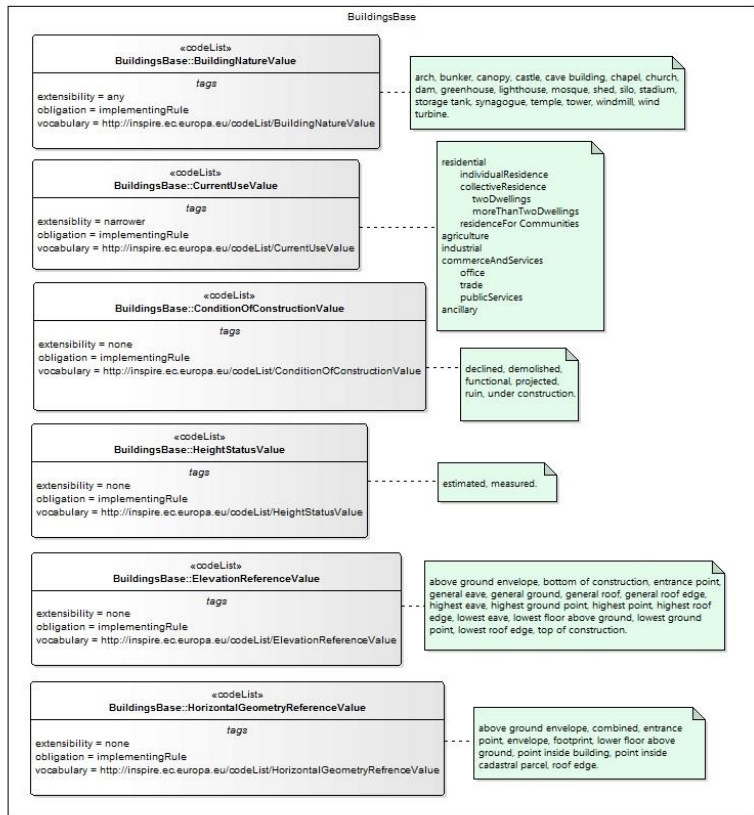 BuildingsBase
«codeList»
BuildingsBase::BuildingNatureValue
tags
extensibility = any
obligation = implementingRule
vocabulary = http://inspire.ec.europa.eu/codeList/BuildingNatureValue
arch, bunker, canopy, castle, cave building, chapel, church,
dam, greenhouse, lighthouse, mosque, shed, silo, stadium,
storage tank, synagogue, temple, tower, windmill, wind
turbine.
«codeList»
BuildingsBase::CurrentUseValue
tags
extensiblity = narrower
obligation = implementingRule
vocabulary = http://inspire.ec.europa.eu/codeList/CurrentUseValue
residential
individualResidence
collectiveResidence
twoDwellings
moreThanTwoDwellings
residenceFor Communities
agriculture
industrial
commerceAndServices
office
trade
publicServices
ancillary
«codeList»
BuildingsBase::ConditionOfConstructionValue
tags
extensibility = none
obligation = implementingRule
vocabulary = http://inspire.ec.europa.eu/codeList/ConditionOfConstructionValue
declined, demolished,
functional, projected,
ruin, under construction.
«codeList»
BuildingsBase::HeightStatusValue
tags
extensibility = none
obligation = implementingRule
vocabulary = http://inspire.ec.europa.eu/codeList/HeightStatusValue
estimated, measured.
«codeList»
BuildingsBase::ElevationReferenceValue
tags
extensibility = none
obligation = implementingRule
vocabulary = http://inspire.ec.europa.eu/codeList/ElevationReferenceValue
above ground envelope, bottom of construction, entrance point,
general eave, general ground, general roof, general roof edge,
highest eave, highest ground point, highest point, highest roof
edge, lowest eave, lowest floor above ground, lowest ground
point, lowest roof edge, top of construction.
«codeList»
BuildingsBase::HorizontalGeometryReferenceValue
tags
extensibility = none
obligation = implementingRule
vocabulary = http://inspire.ec.europa.eu/codeList/HorizontalGeometryRefrenceValue
above ground envelope, combined, entrance
point, envelope, footprint, lower floor above
ground, point inside building, point inside
cadastral parcel, roof edge.